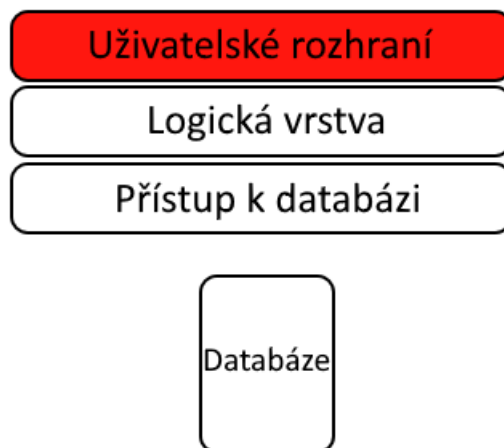 Uživatelské rozhraní
Logická vrstva
Přístup k databázi
Databáze